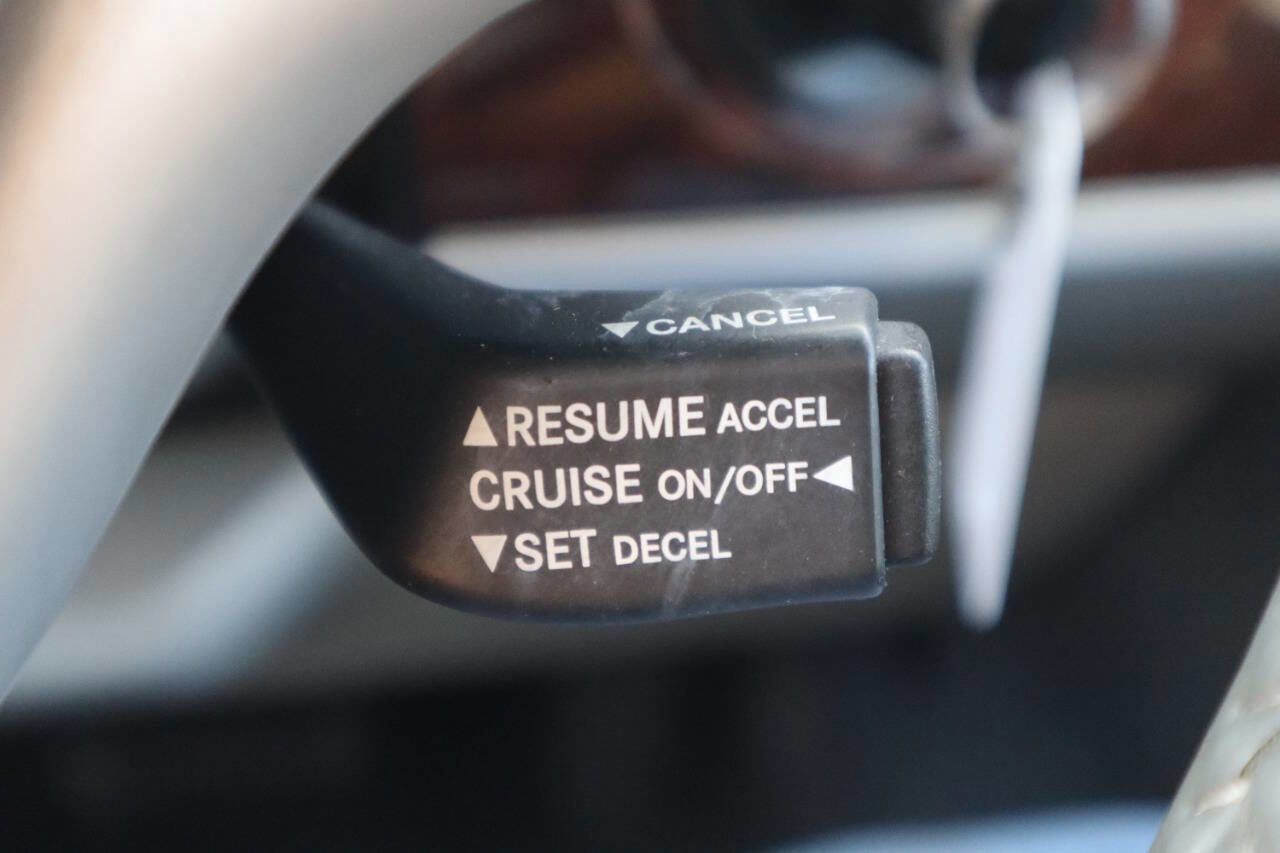 ▼CANCEL
▲RESUME ACCEL
CRUISE ON/OFF◀
▼SET DECEL